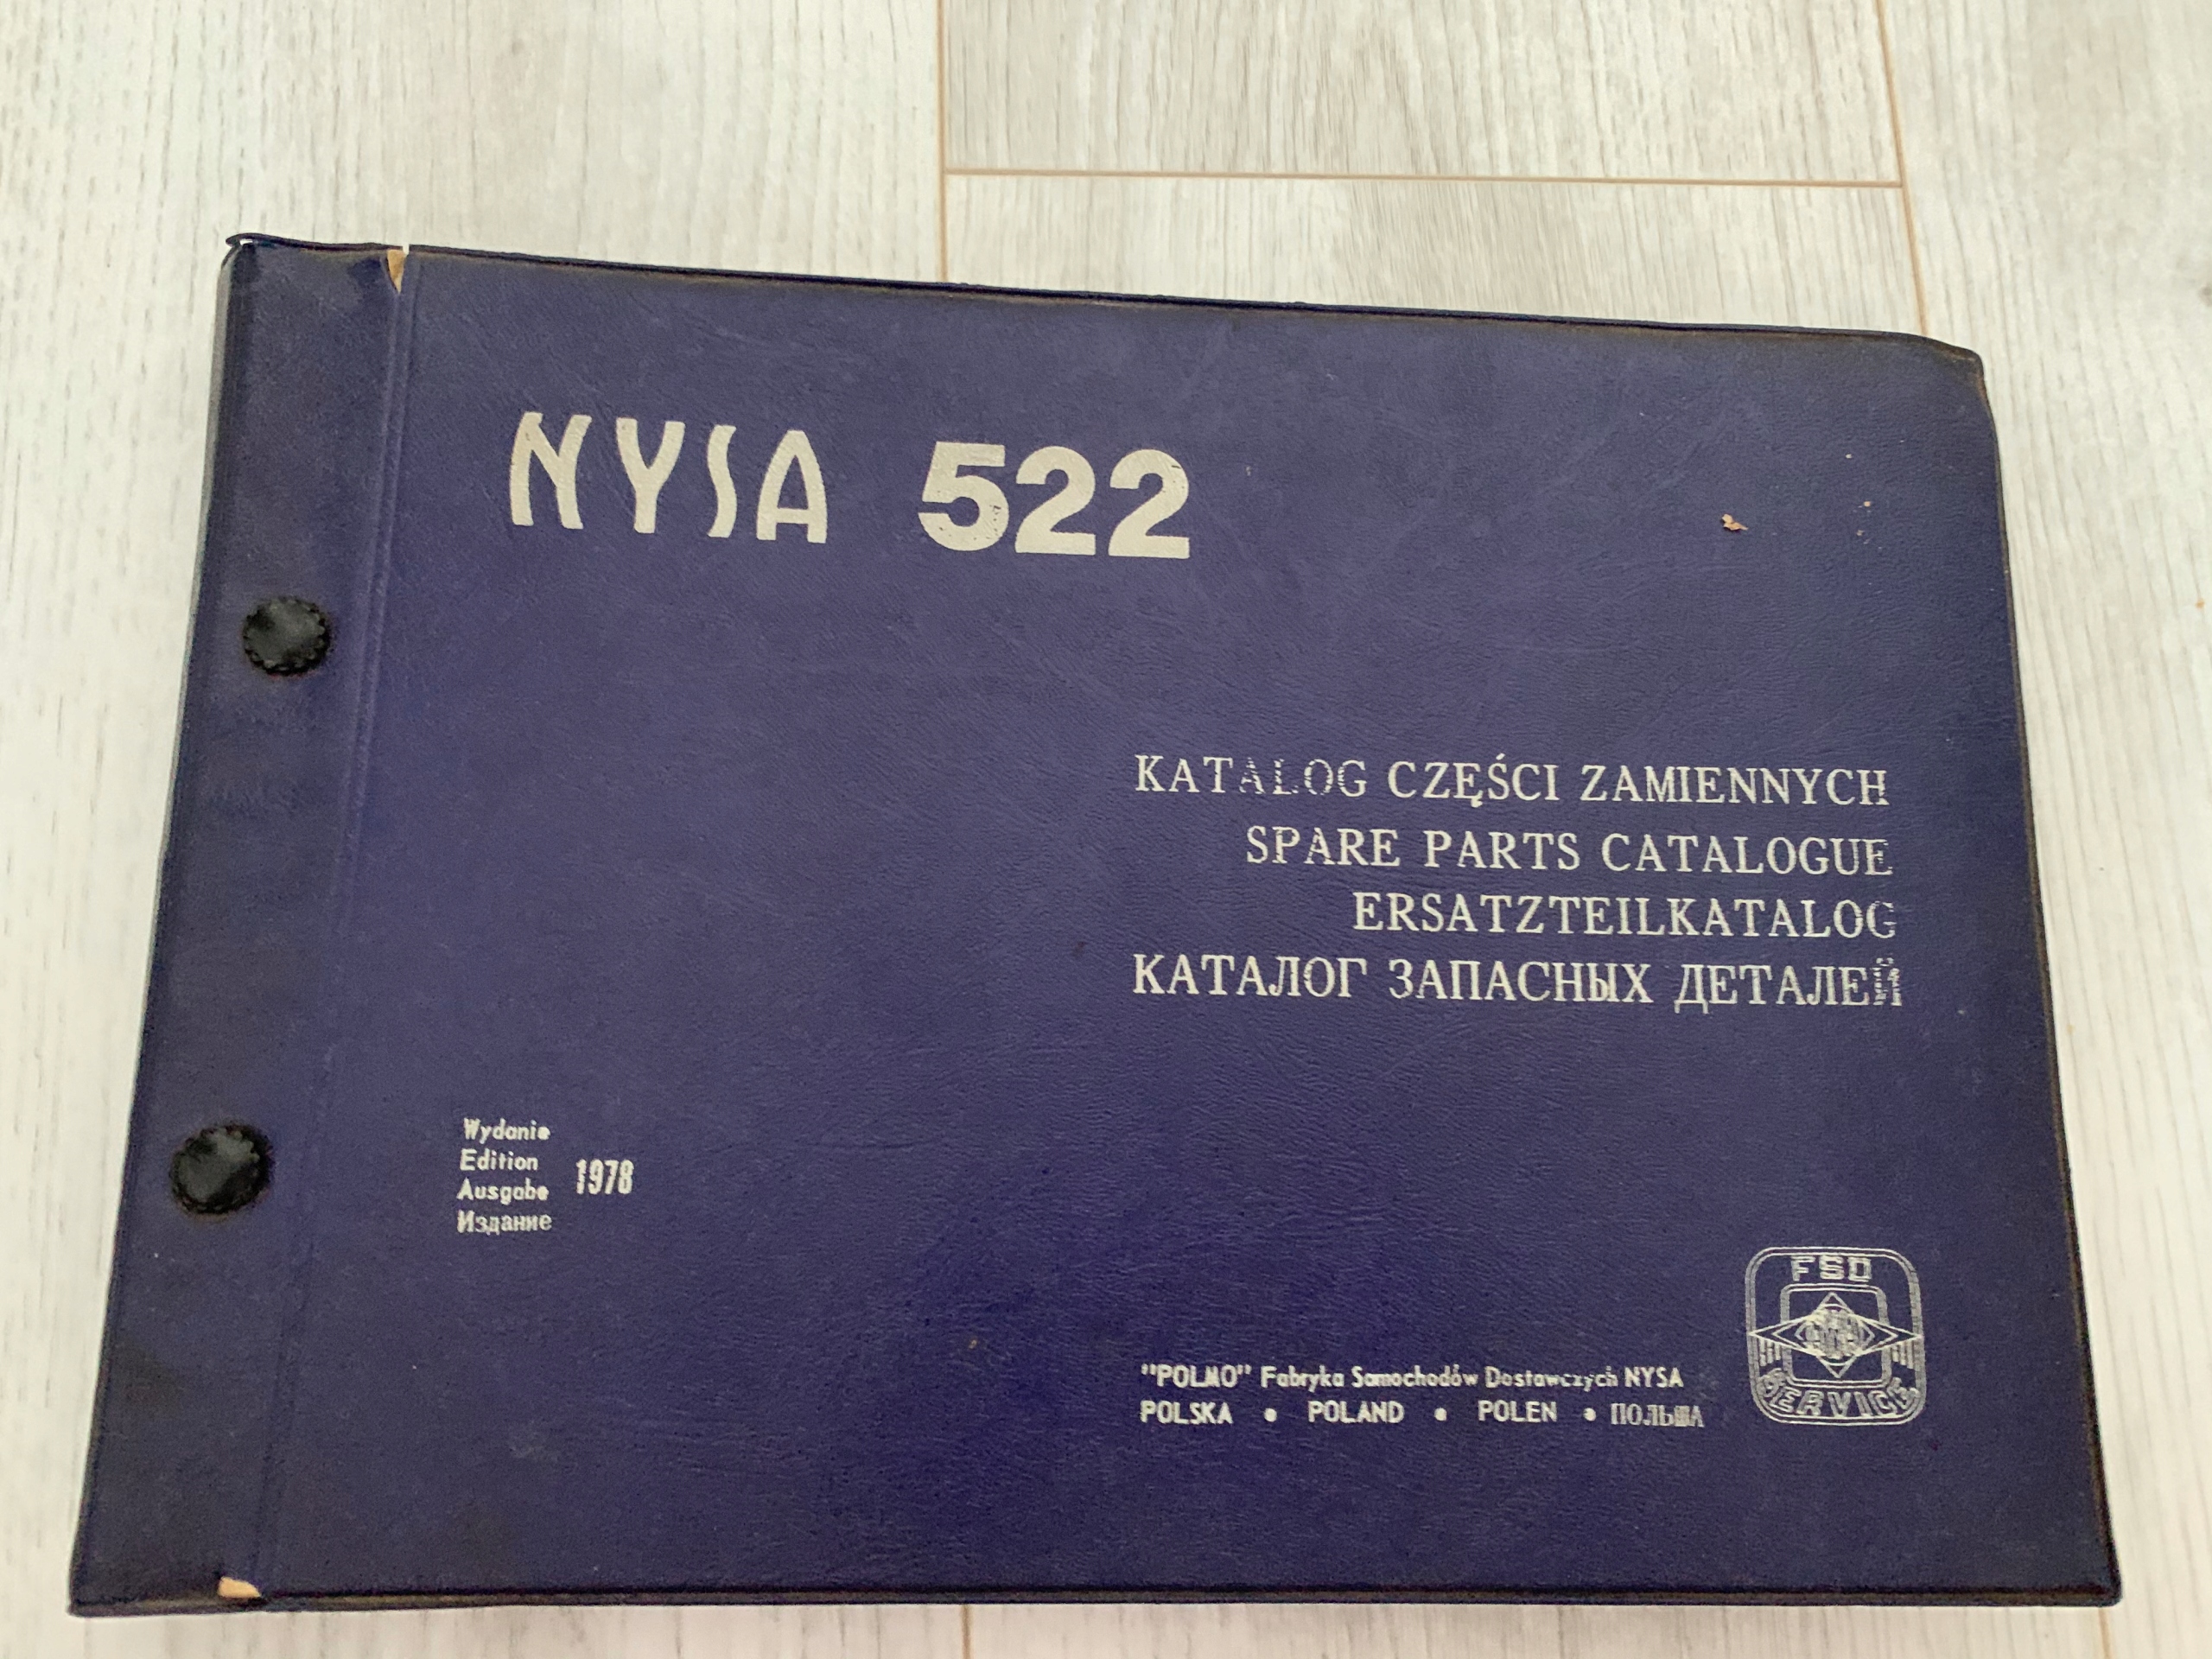 NYSA 522
KATALOG CZĘŚCI ZAMIENNYCH
SPARE PARTS CATALOGUE
ERSATZTEILKATALOG
КАТАЛОГ ЗАПАСНЫХ ДЕТАЛЕЙ
Wydanie
Edition
Ausgabe 1978
Издание
FSD
SERVICE
"POLMO" Fabryka Samochodów Dostawczych NYSA
POLSKA • POLAND • POLEN • ПОЛЬША